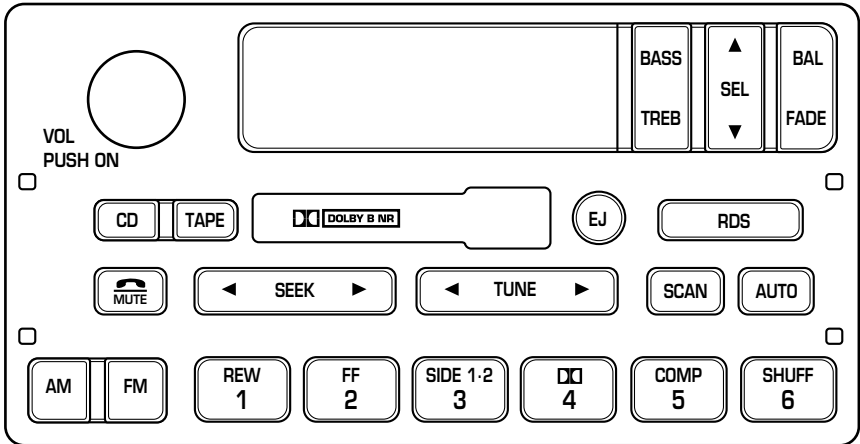 BASS
TREB
SEL
BAL
FADE
VOL
PUSH ON
CD
TAPE
DOLBY B NR
EJ
RDS
MUTE
SEEK
TUNE
SCAN
AUTO
AM
FM
REW
1
FF
2
SIDE 1·2
3
4
COMP
5
SHUFF
6